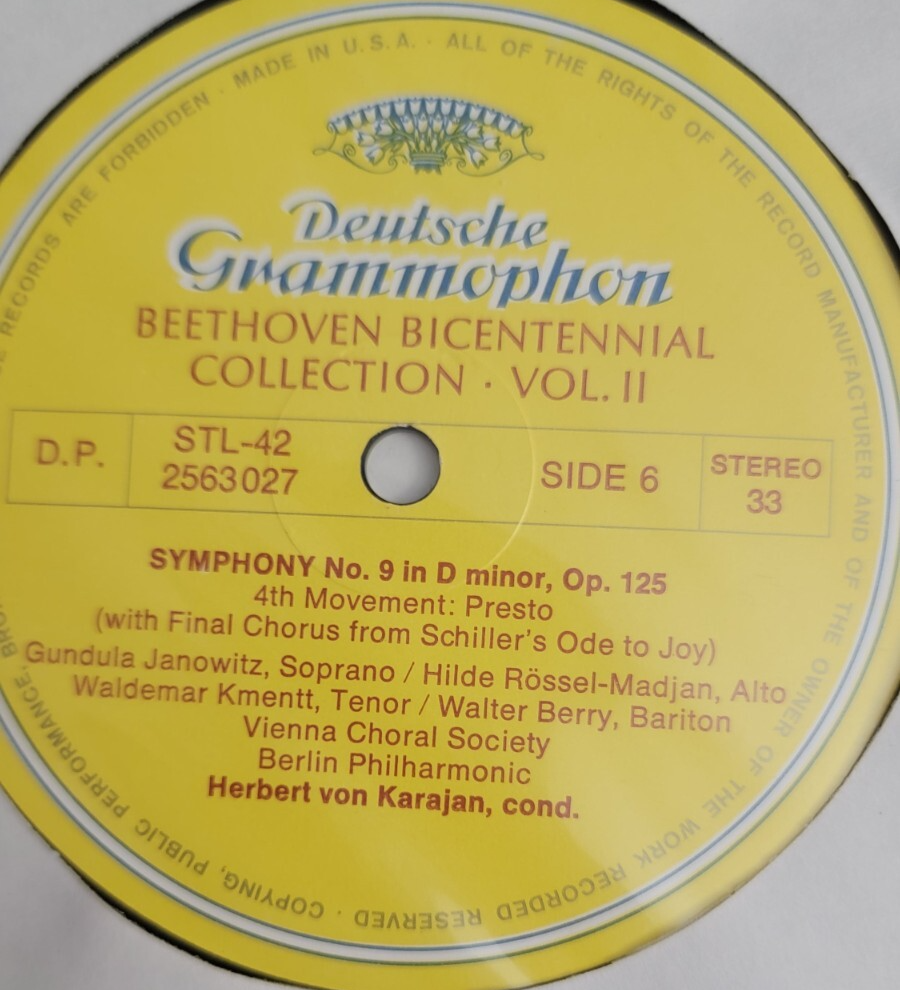 RECORDS ARE FORBIDDEN · MADE IN U.S.A. · ALL OF THE RIGHTS OF THE RECORD MANUFACTURER AND OF THE OWNER OF THE WORK RECORDED RESERVED · COPYING, PUBLIC PERFORMANCE,
Deutsche
Grammophon
BEETHOVEN BICENTENNIAL
COLLECTION · VOL. II
D.P.
STL-42
2563027
SIDE 6
STEREO
33
SYMPHONY No. 9 in D minor, Op. 125
4th Movement: Presto
(with Final Chorus from Schiller's Ode to Joy)
Gundula Janowitz, Soprano / Hilde Rössel-Madjan, Alto
Waldemar Kmentt, Tenor / Walter Berry, Bariton
Vienna Choral Society
Berlin Philharmonic
Herbert von Karajan, cond.